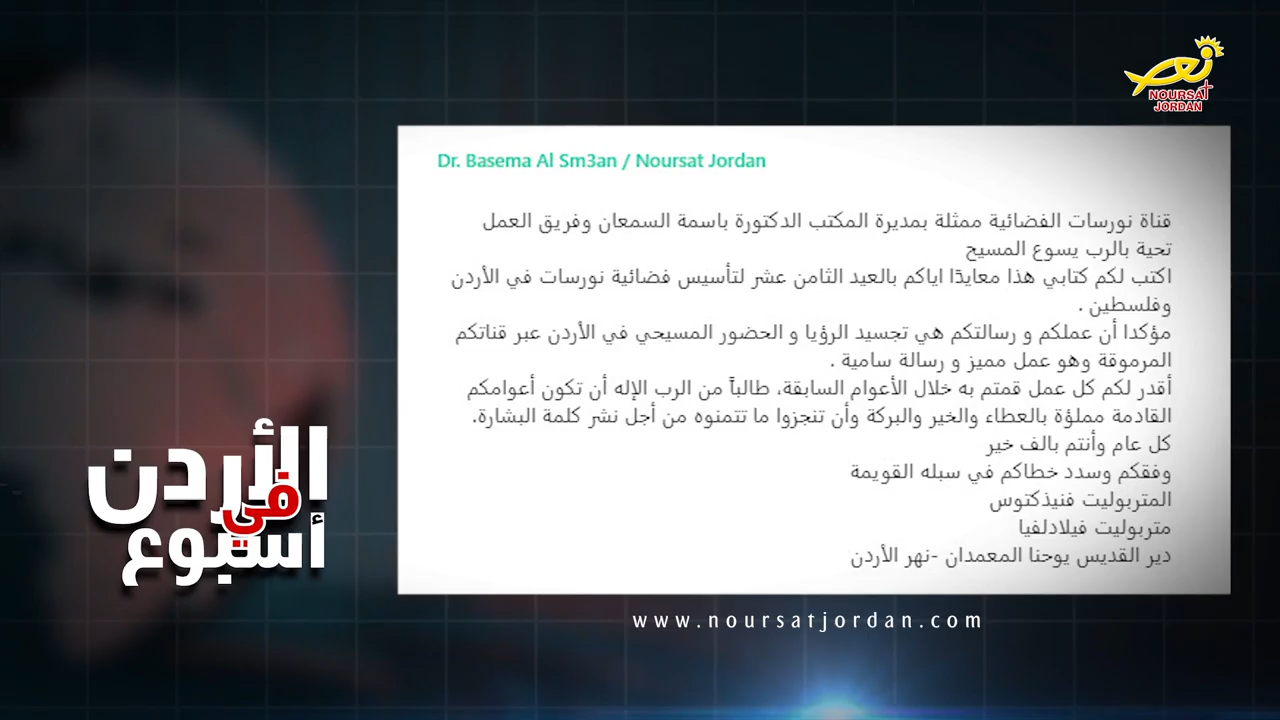 نور
NOURSAT
JORDAN
Dr. Basema Al Sm3an / Noursat Jordan
قناة نورسات الفضائية ممثلة بمديرة المكتب الدكتورة باسمة السمعان وفريق العمل
تحية بالرب يسوع المسيح
اكتب لكم كتابي هذا معايدًا اياكم بالعيد الثامن عشر لتأسيس فضائية نورسات في الأردن
وفلسطين .
مؤكدا أن عملكم و رسالتكم هي تجسيد الرؤيا و الحضور المسيحي في الأردن عبر قناتكم
المرموقة وهو عمل مميز و رسالة سامية .
أقدر لكم كل عمل قمتم به خلال الأعوام السابقة، طالباً من الرب الإله أن تكون أعوامكم
القادمة مملؤة بالعطاء والخير والبركة وأن تنجزوا ما تتمنوه من أجل نشر كلمة البشارة.
كل عام وأنتم بالف خير
وفقكم وسدد خطاكم في سبله القويمة
المتربوليت فنيذكتوس
متربوليت فيلادلفيا
دير القديس يوحنا المعمدان -نهر الأردن
الأردن
في
أسبوع
www.noursatjordan.com